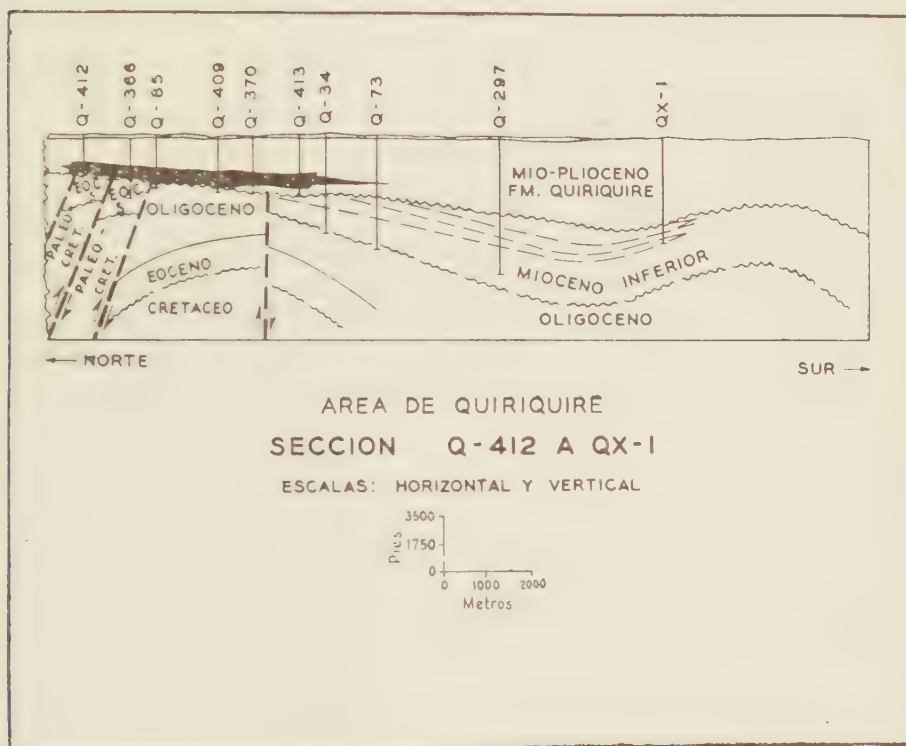 Q-412
Q-366
Q-85
Q-409
Q-370
Q-413
Q-34
Q-73
Q-297
QX-1
MIO-PLIOCENO
FM. QUIRIQUIRE
EOC
EOC
S
S
OLIGOCENO
PALEO-
CRET.
PALEO-
CRET.
EOCENO
CRETACEO
MIOCENO INFERIOR
OLIGOCENO
← NORTE
SUR →
AREA DE QUIRIQUIRE
SECCION Q-412 A QX-1
ESCALAS: HORIZONTAL Y VERTICAL
3500
1750
0
Pies
0 1000 2000
Metros